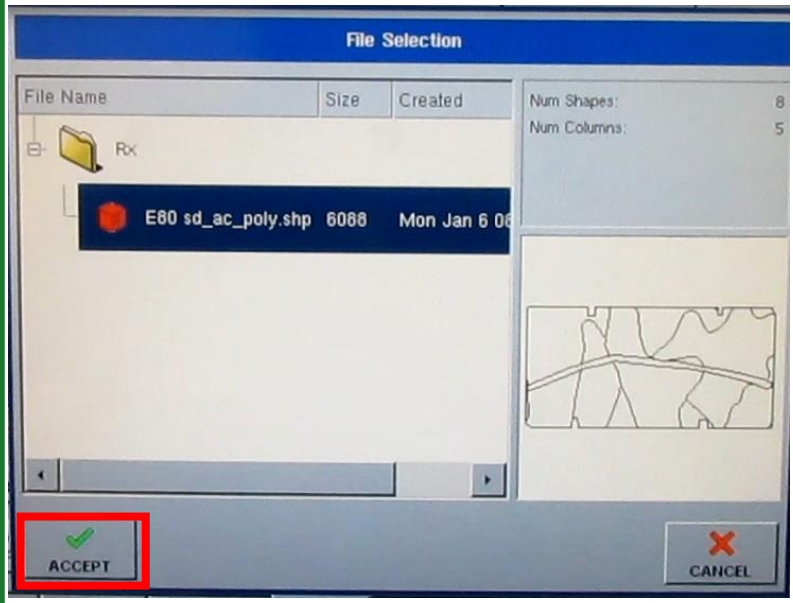 File Selection
File Name Size Created
Rx
E80 sd_ac_poly.shp 6088 Mon Jan 6 08
Num Shapes: 8
Num Columns: 5
ACCEPT
CANCEL